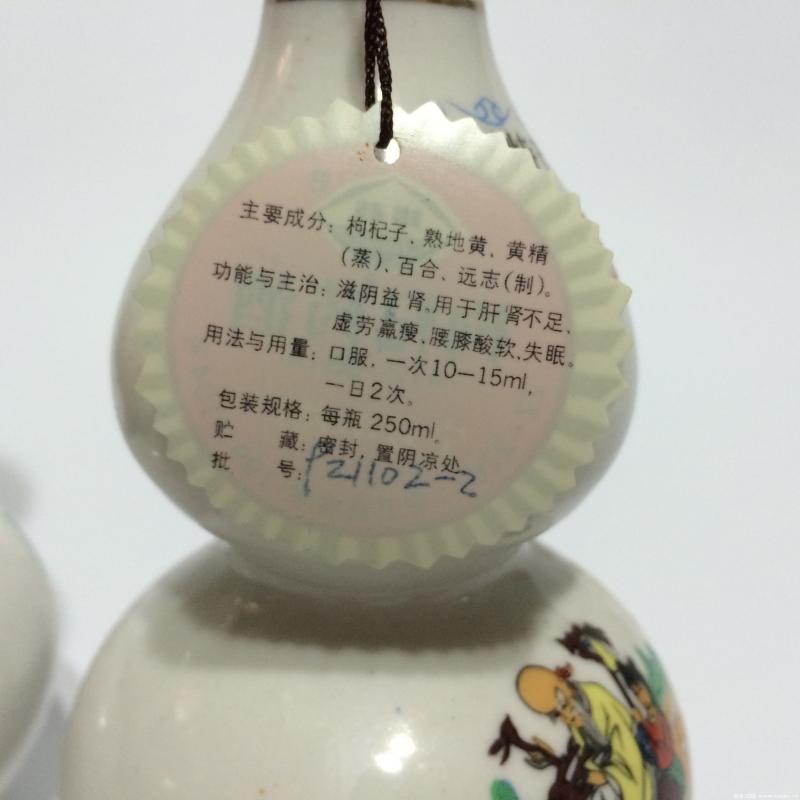 主要成分：枸杞子、熟地黄、黄精
(蒸)、百合、远志(制)。
功能与主治：滋阴益肾。用于肝肾不足、
虚劳羸瘦、腰膝酸软、失眠。
用法与用量：口服，一次10—15ml，
一日2次。
包装规格：每瓶 250ml。
贮 藏：密封，置阴凉处
批 号：